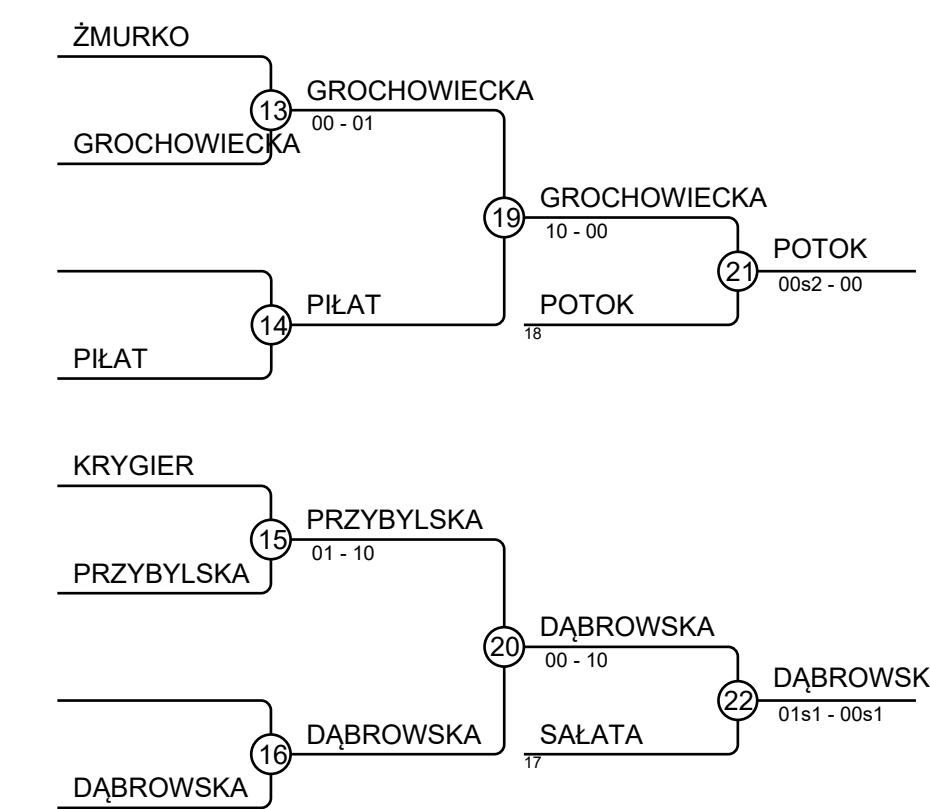 ŻMURKO
GROCHOWIECKA
13
00 - 01
GROCHOWIECKA
GROCHOWIECKA
19
10 - 00
POTOK
21
00s2 - 00
PIŁAT
14
POTOK
18
PIŁAT
KRYGIER
PRZYBYLSKA
15
01 - 10
PRZYBYLSKA
DĄBROWSKA
20
00 - 10
DĄBROWSK
22
01s1 - 00s1
DĄBROWSKA
16
SAŁATA
17
DĄBROWSKA